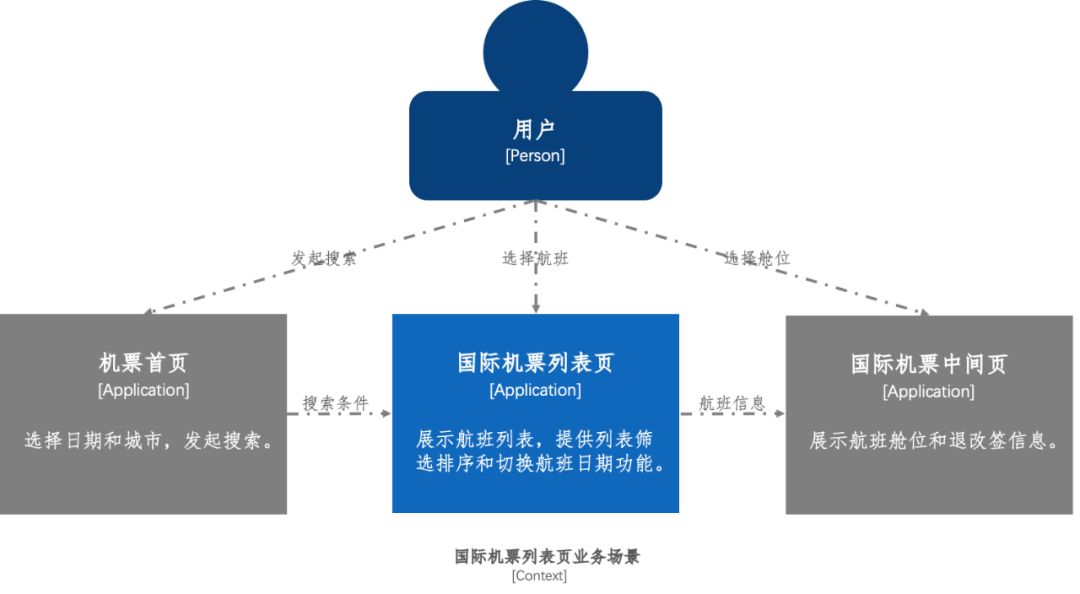 用户
[Person]
发起搜索
选择航班
选择舱位
机票首页
[Application]
选择日期和城市，发起搜索。
搜索条件
国际机票列表页
[Application]
展示航班列表，提供列表筛
选排序和切换航班日期功能。
航班信息
国际机票中间页
[Application]
展示航班舱位和退改签信息。
国际机票列表页业务场景
[Context]